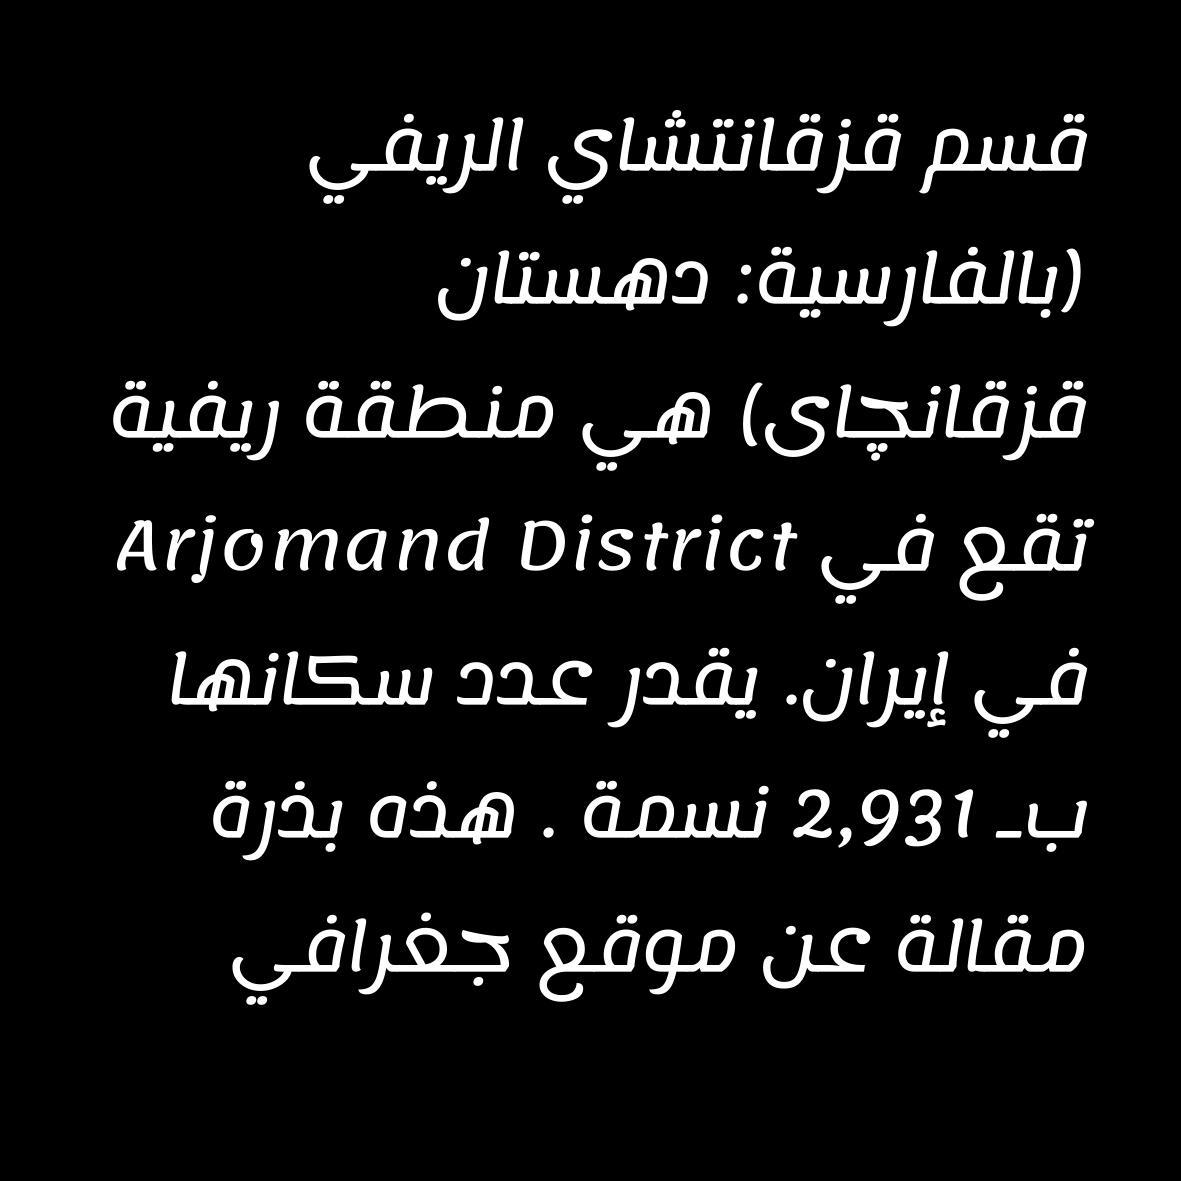 قسم قزقانتشاي الريفي
(بالفارسية: دهستان
قزقانچای) هي منطقة ريفية
تقع في Arjomand District
في إيران. يقدر عدد سكانها
بـ 2,931 نسمة . هذه بذرة
مقالة عن موقع جغرافي